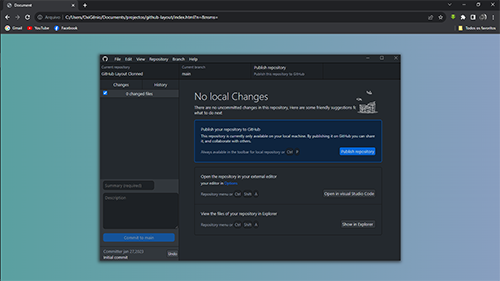 Document
Arquivo C:/Users/DeGênio/Documents/projectos/github-layout/index.html?s=&nome=
Gmail YouTube Facebook Todos os favoritos
File Edit View Repository Branch Help
Current repository
GitHub Layout Clonned
Current branch
main
Publish repository
Publish this repository to GitHub
Changes History
0 changed files
No local Changes
There are no uncommitted changes in this repository. Here are some friendly suggestions
what to do next
Publish your repository to GitHub
This repository is currently only available on your local machine. By publishing it on GitHub you can share
it, and collaborate with others.
Always available in the toolbar for local repository or Ctrl P
Publish repository
Open the repository in your external editor
your editor in Options
Repository menu or Ctrl Shift A
Open in visual Studio Code
View the files of your repository in Explorer
Repository menu or Ctrl Shift A
Show in Explorer
Summary (required)
Description
Commit to main
Committed jan 27,2023
Initial commit
Undo